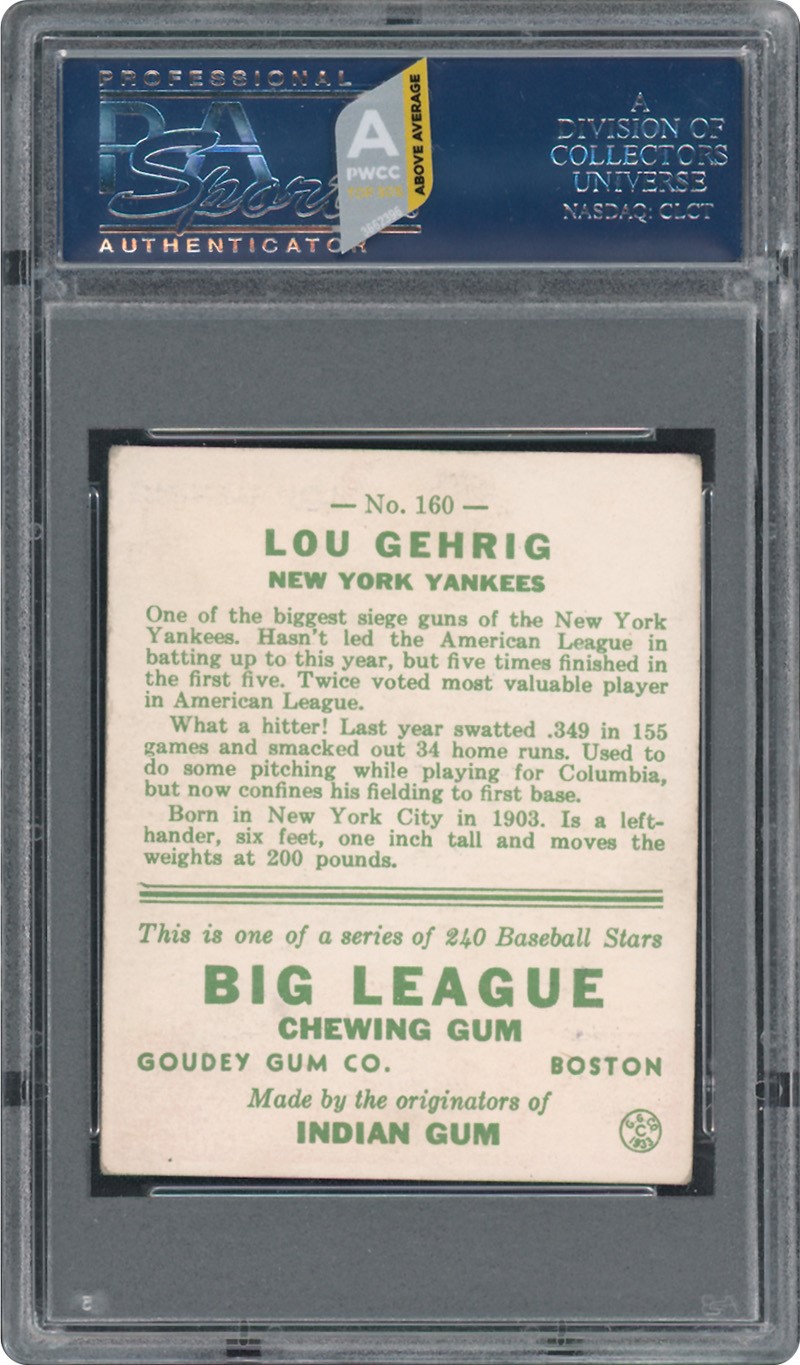 PROFESSIONAL
PSA
Sports
AUTHENTICATOR
A
PWCC
ABOVE AVERAGE
A
DIVISION OF
COLLECTORS
UNIVERSE
NASDAQ: CLCT
— No. 160 —
LOU GEHRIG
NEW YORK YANKEES
One of the biggest siege guns of the New York
Yankees. Hasn't led the American League in
batting up to this year, but five times finished in
the first five. Twice voted most valuable player
in American League.
What a hitter! Last year swatted .349 in 155
games and smacked out 34 home runs. Used to
do some pitching while playing for Columbia,
but now confines his fielding to first base.
Born in New York City in 1903. Is a left-
hander, six feet, one inch tall and moves the
weights at 200 pounds.
This is one of a series of 240 Baseball Stars
BIG LEAGUE
CHEWING GUM
GOUDEY GUM CO. BOSTON
Made by the originators of
INDIAN GUM
G. G. CO.
C
1933